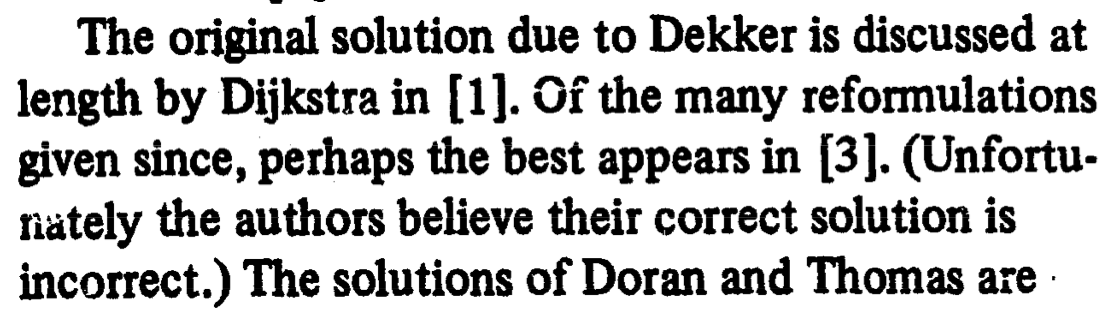 The original solution due to Dekker is discussed at
length by Dijkstra in [1]. Of the many reformulations
given since, perhaps the best appears in [3]. (Unfortu-
nately the authors believe their correct solution is
incorrect.) The solutions of Doran and Thomas are